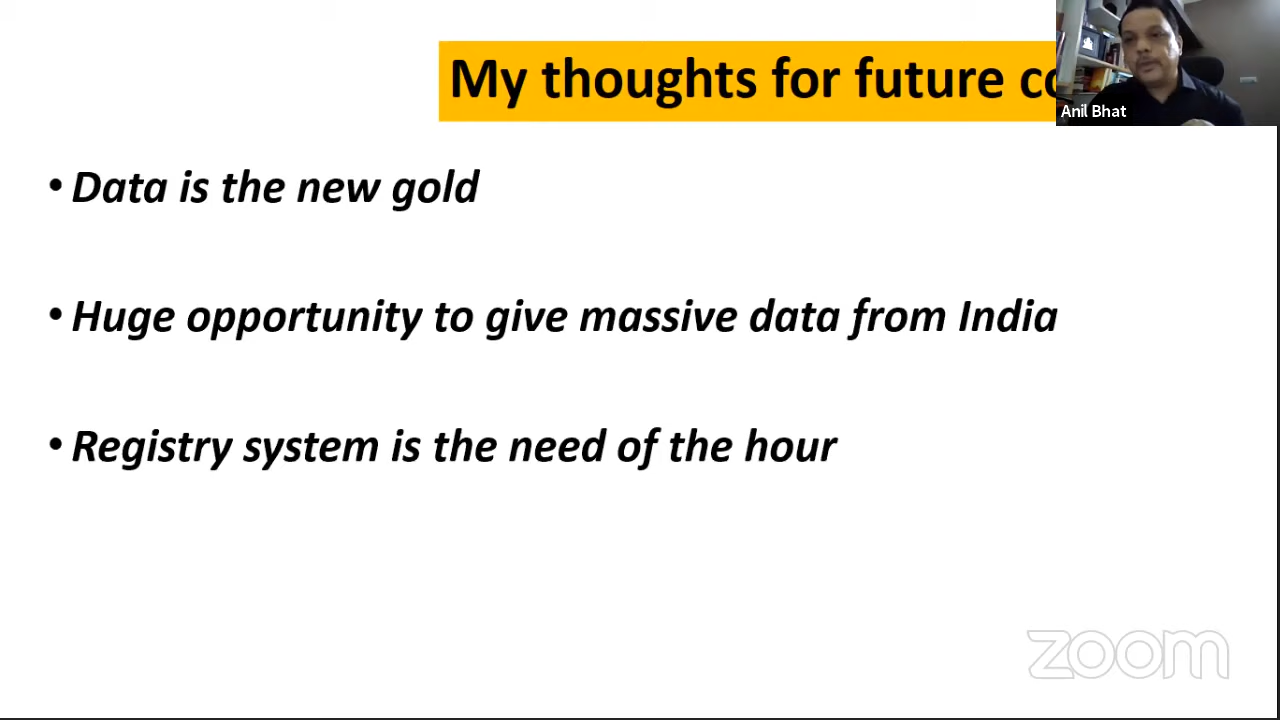 My thoughts for future
Anil Bhat
• Data is the new gold
• Huge opportunity to give massive data from India
• Registry system is the need of the hour
zoom